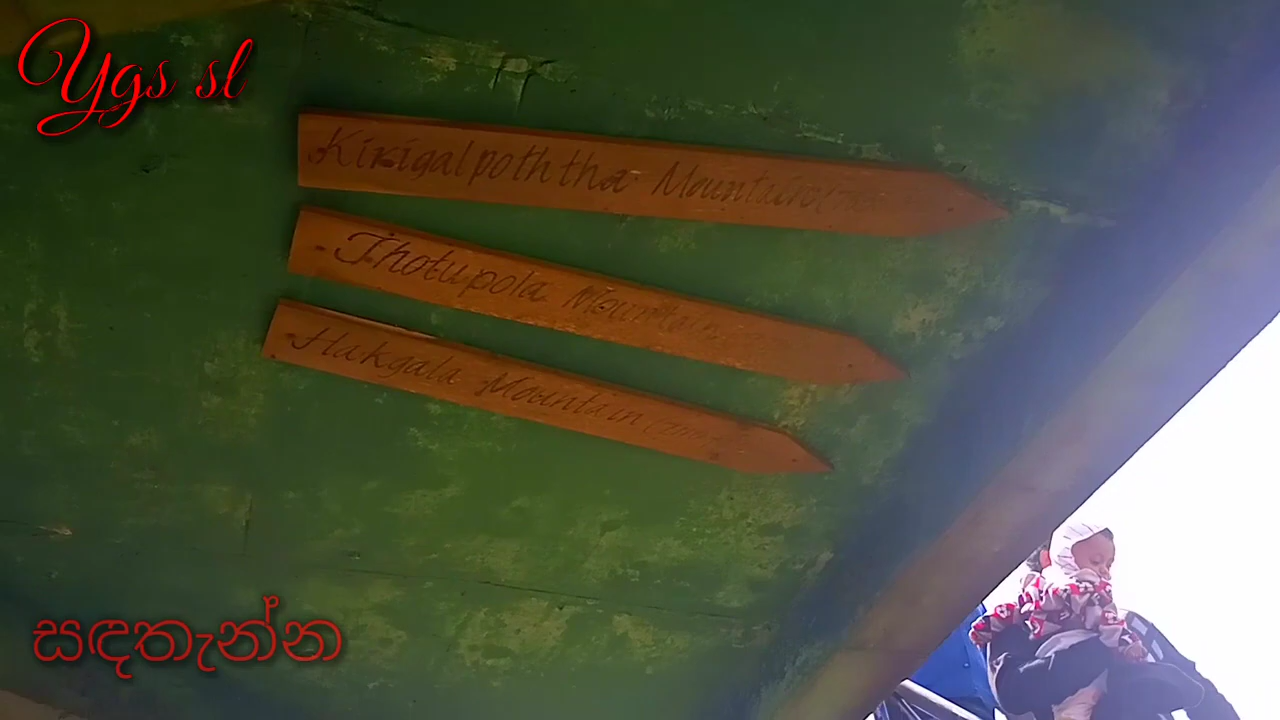 Ygs sl
Kirigalpoththa Mountain
Thotupola Mountain
Hakgala Mountain
සඳතැන්න